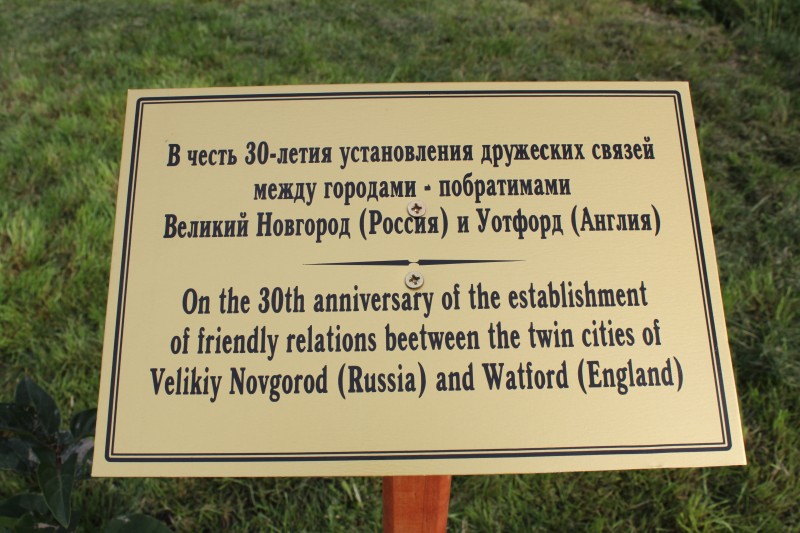 В честь 30-летия установления дружеских связей
между городами - побратимами
Великий Новгород (Россия) и Уотфорд (Англия)
On the 30th anniversary of the establishment
of friendly relations beetween the twin cities of
Velikiy Novgorod (Russia) and Watford (England)